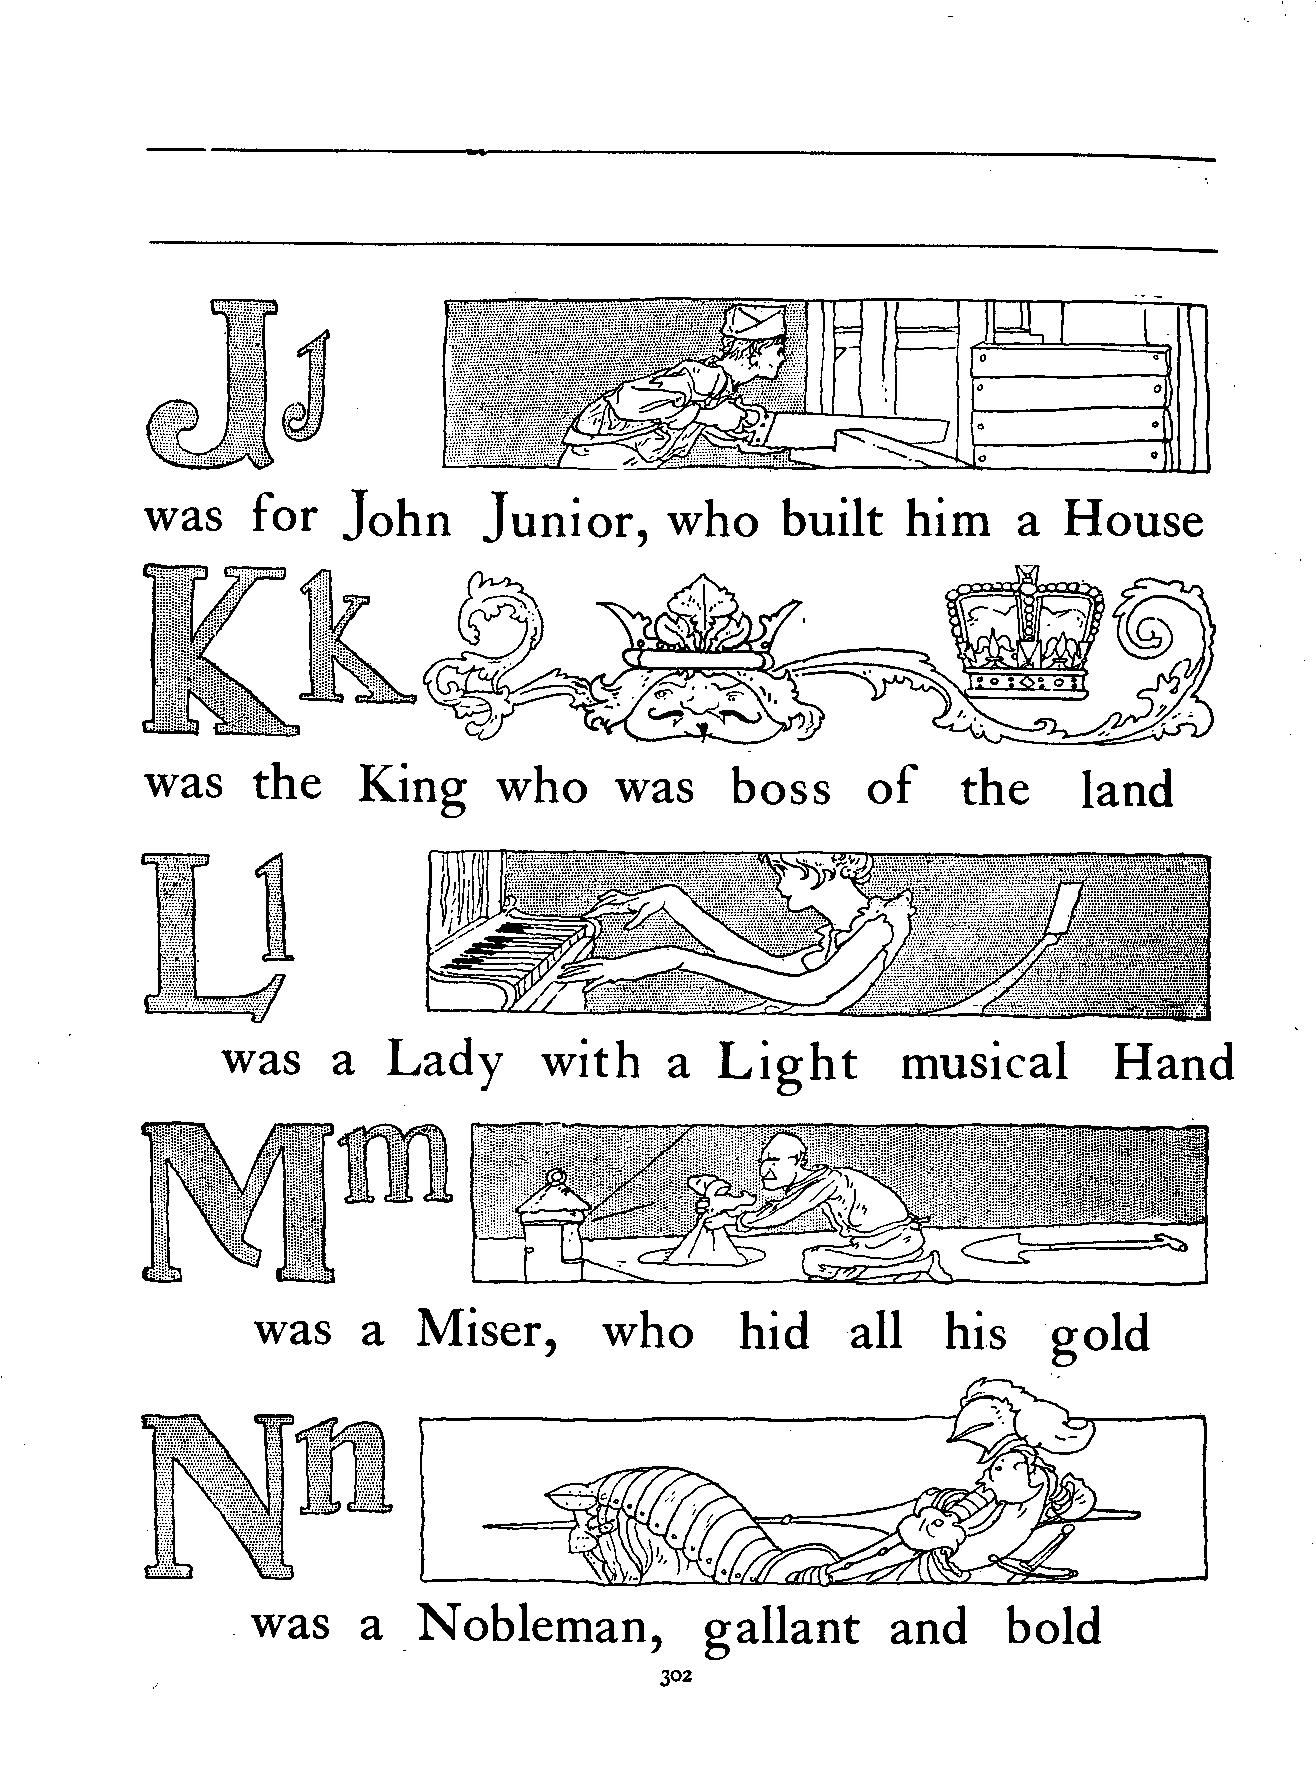 Jj
was for John Junior, who built him a House
Kk
was the King who was boss of the land
Ll
was a Lady with a Light musical Hand
Mm
was a Miser, who hid all his gold
Nn
was a Nobleman, gallant and bold
302